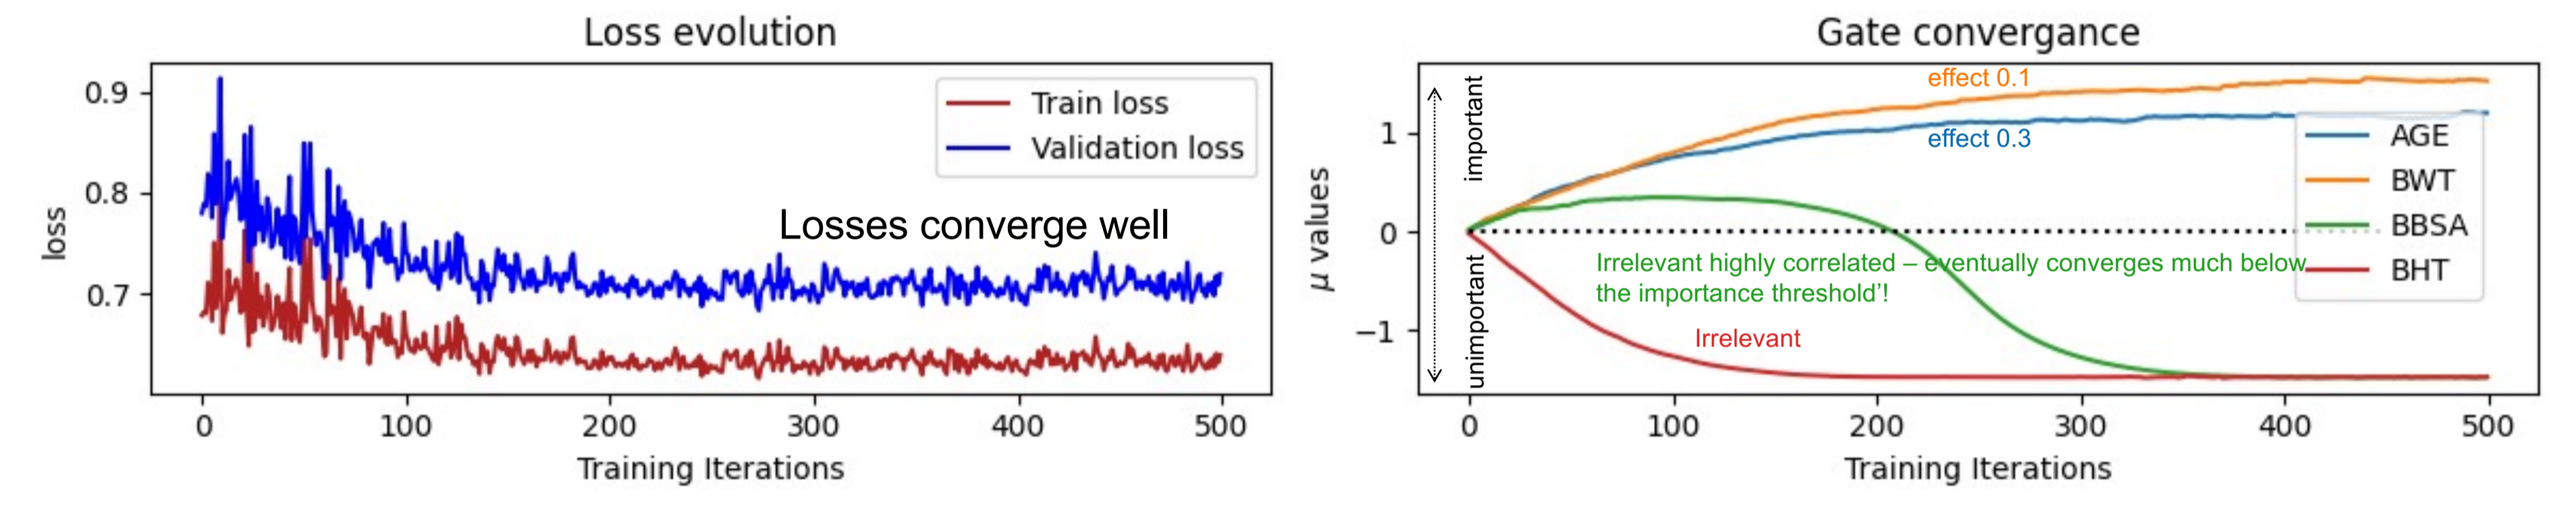 Loss evolution
0.9
0.8
0.7
loss
Train loss
Validation loss
Losses converge well
0 100 200 300 400 500
Training Iterations
Gate convergance
1
0
−1
μ values
important
unimportant
effect 0.1
effect 0.3
AGE
BWT
BBSA
BHT
Irrelevant highly correlated – eventually converges much below
the importance threshold’!
Irrelevant
0 100 200 300 400 500
Training Iterations